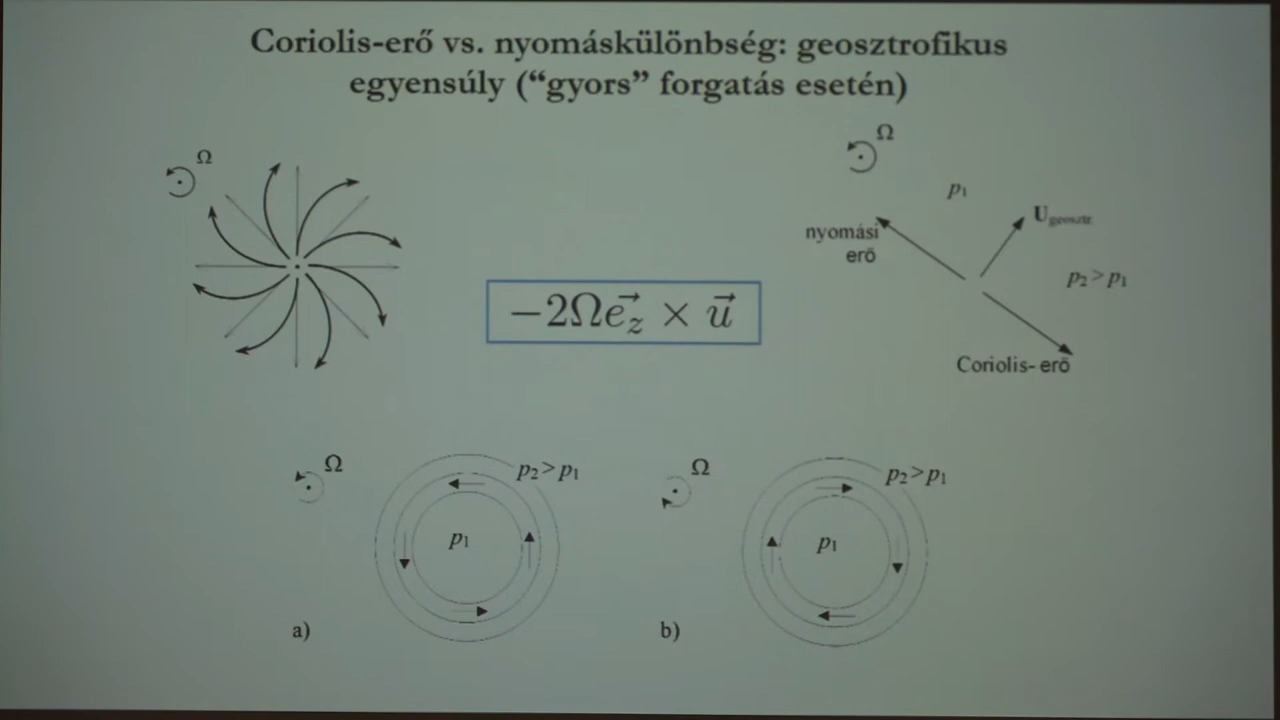 Coriolis-erő vs. nyomáskülönbség: geosztrofikus
egyensúly (“gyors” forgatás esetén)
Ω
Ω
p₁
U geosztr.
nyomási
erő
p₂ > p₁
−2Ωe⃗_z × u⃗
Coriolis- erő
Ω
p₂ > p₁
p₁
a)
Ω
p₂ > p₁
p₁
b)